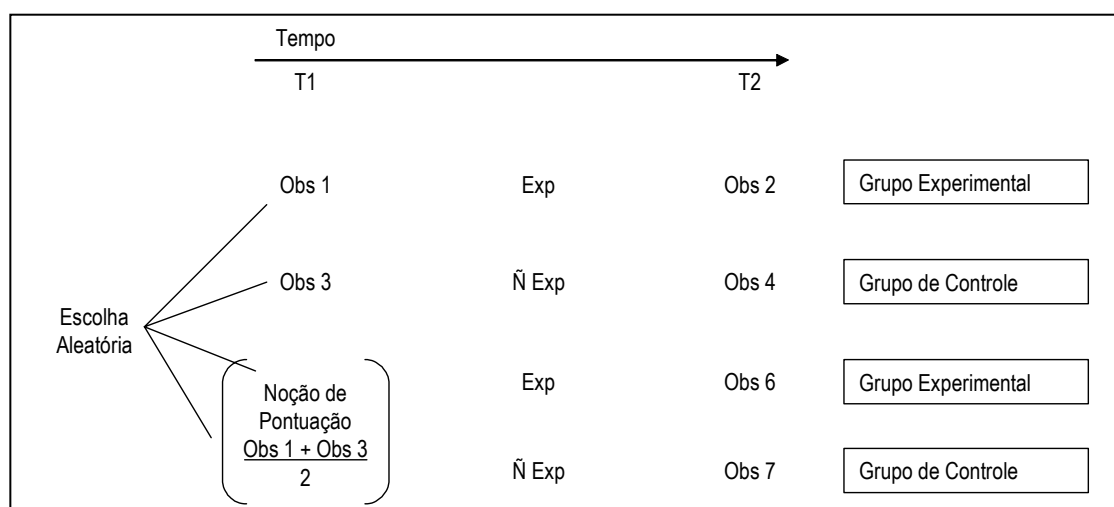 Tempo
T1 T2
Obs 1 Exp Obs 2 Grupo Experimental
Obs 3 Ñ Exp Obs 4 Grupo de Controle
Escolha
Aleatória
Noção de
Pontuação
Obs 1 + Obs 3
2
Exp Obs 6 Grupo Experimental
Ñ Exp Obs 7 Grupo de Controle